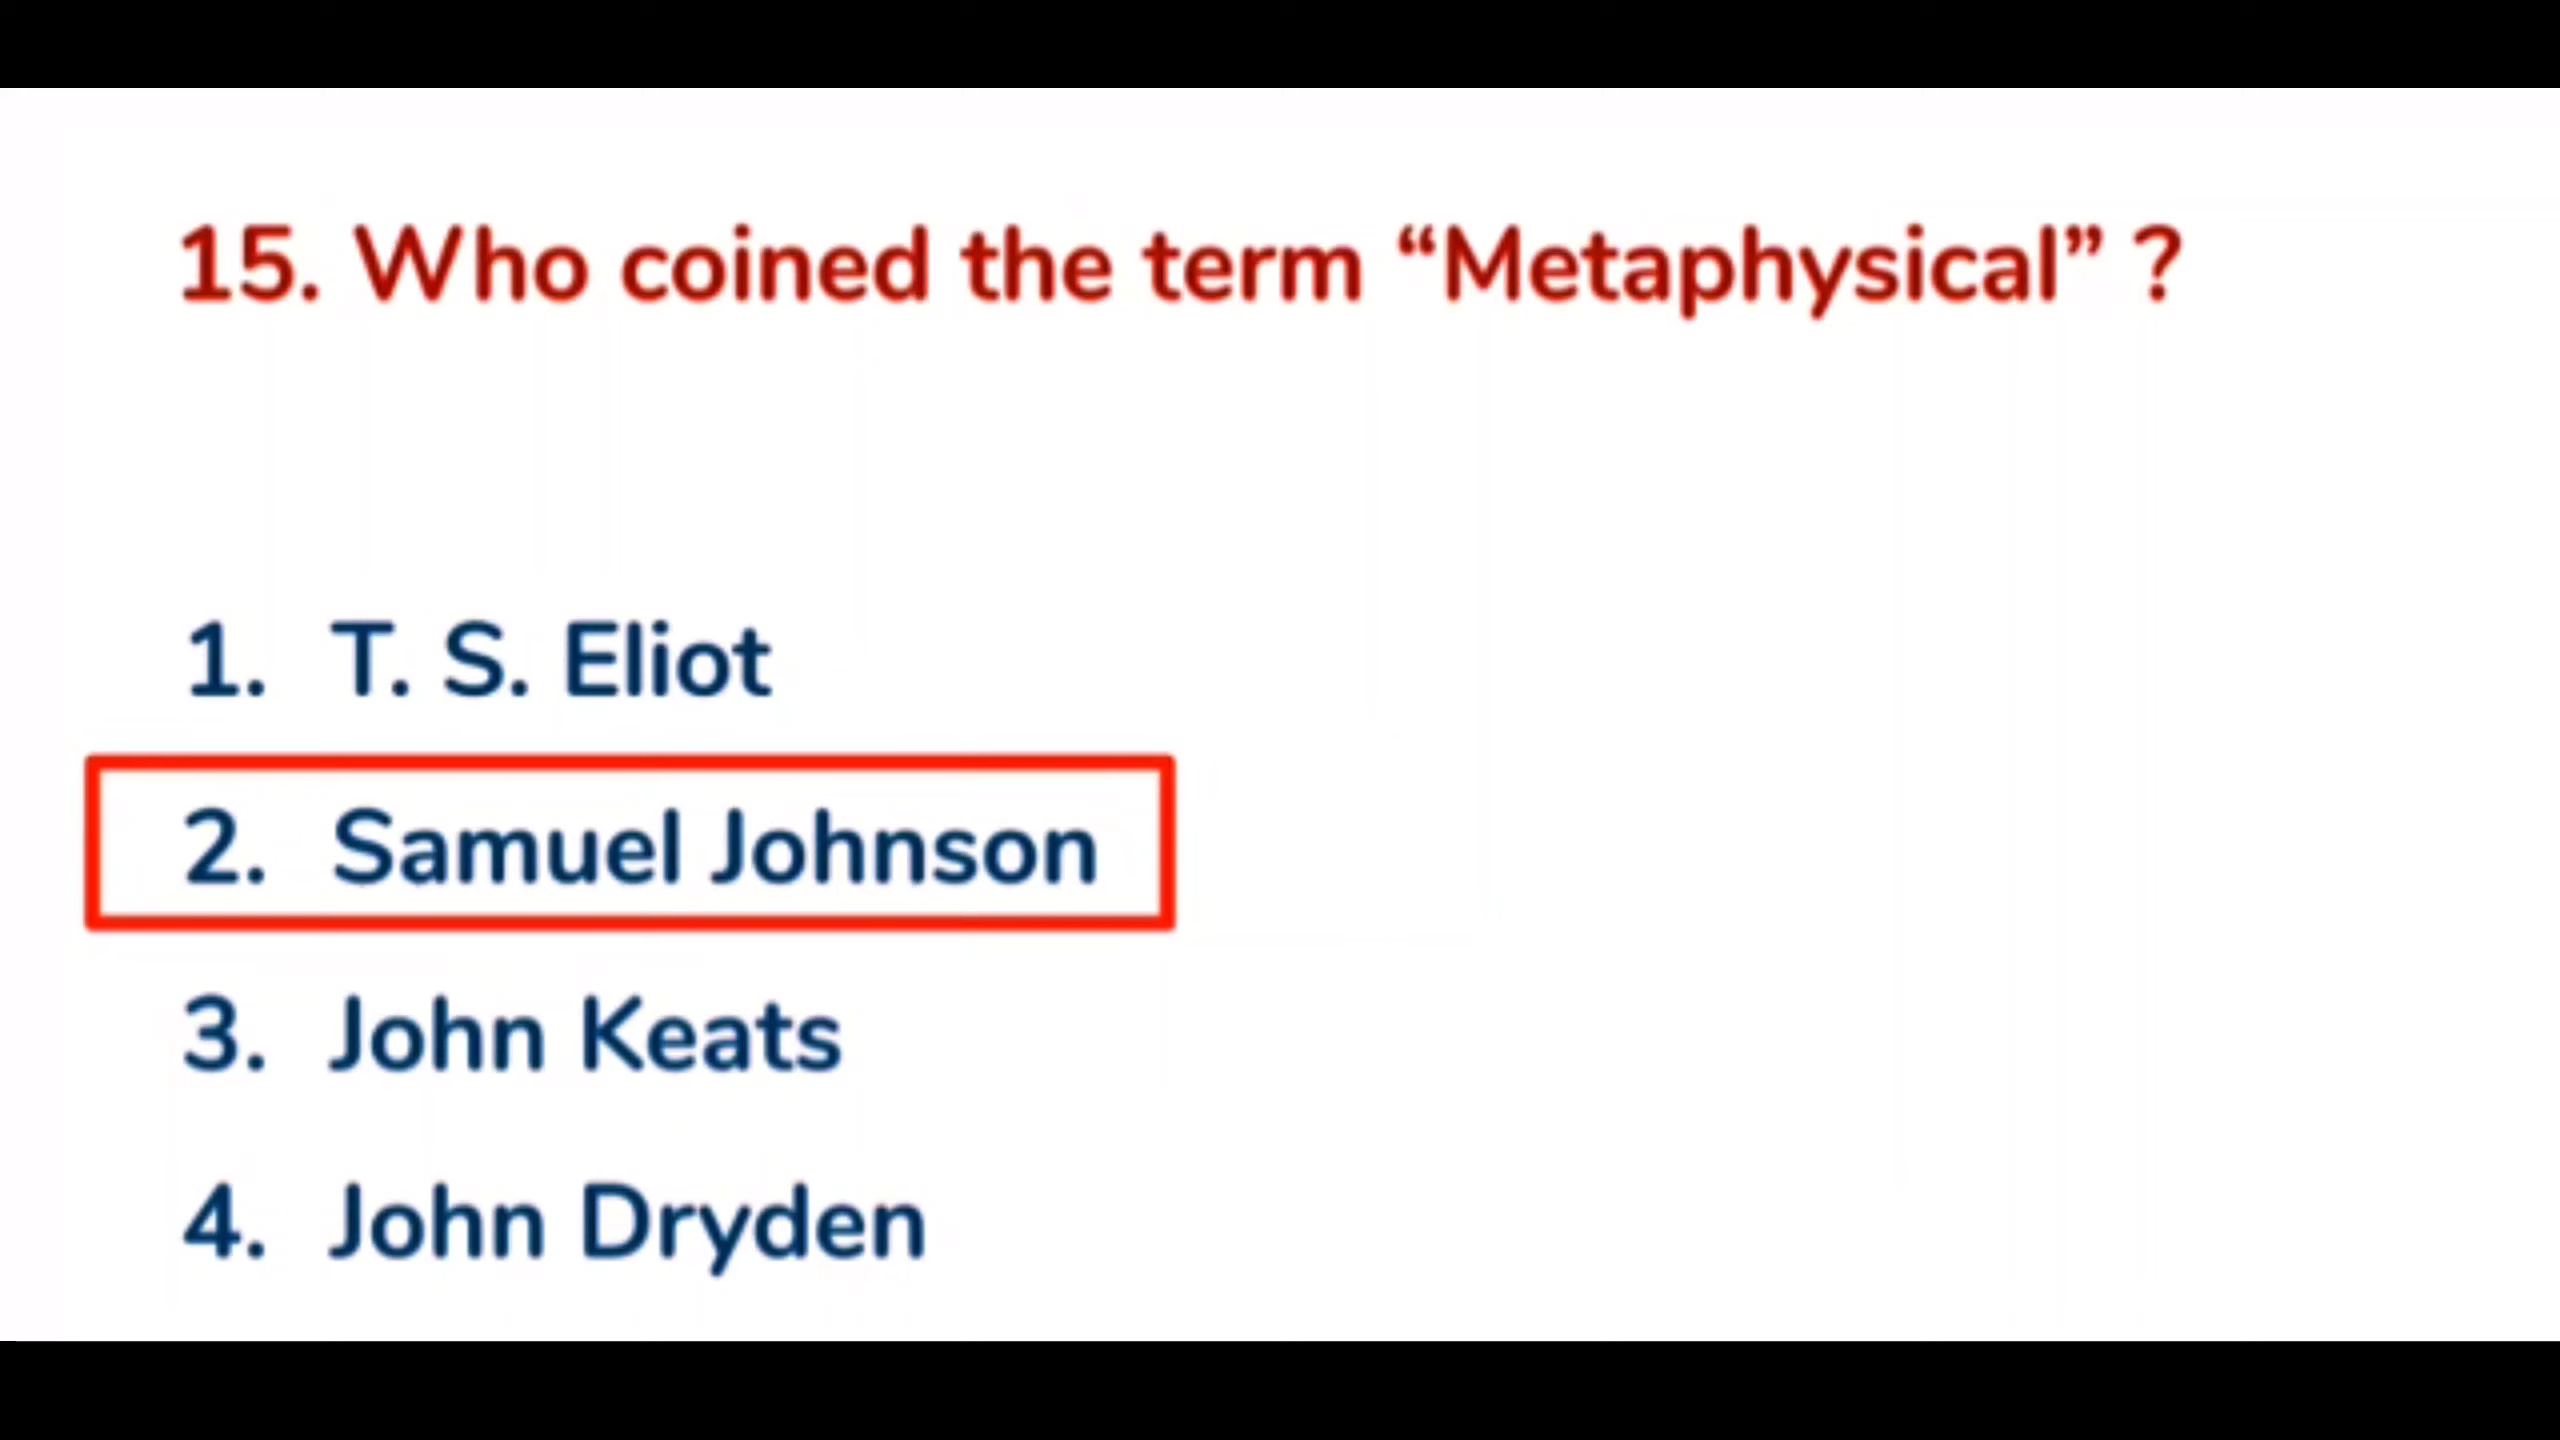 15. Who coined the term “Metaphysical” ?
1. T. S. Eliot
2. Samuel Johnson
3. John Keats
4. John Dryden